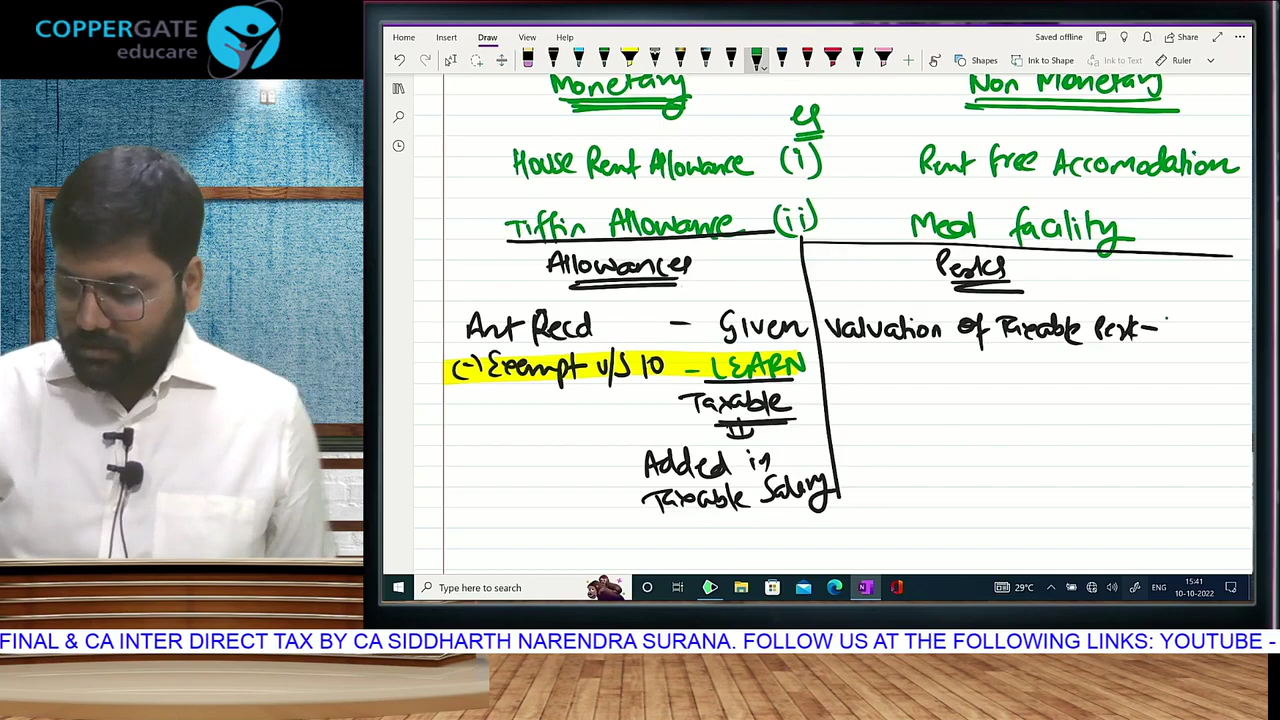 COPPERGATE
educare
Home Insert Draw View Help
Saved offline
Share
Shapes
Ink to Shape
Ink to Text
Ruler
Monetary Non Monetary
eg
House Rent Allowance (i) Rent free Accomodation
Tiffin Allowance (ii) Meal facility
Allowances Perks
Amt Recd - Given Valuation of Taxable Perk -
(-) Exempt u/s 10 - LEARN
Taxable
Added in
Taxable Salary
Type here to search
29°C
ENG
15:41
10-10-2022
FINAL & CA INTER DIRECT TAX BY CA SIDDHARTH NARENDRA SURANA. FOLLOW US AT THE FOLLOWING LINKS: YOUTUBE -